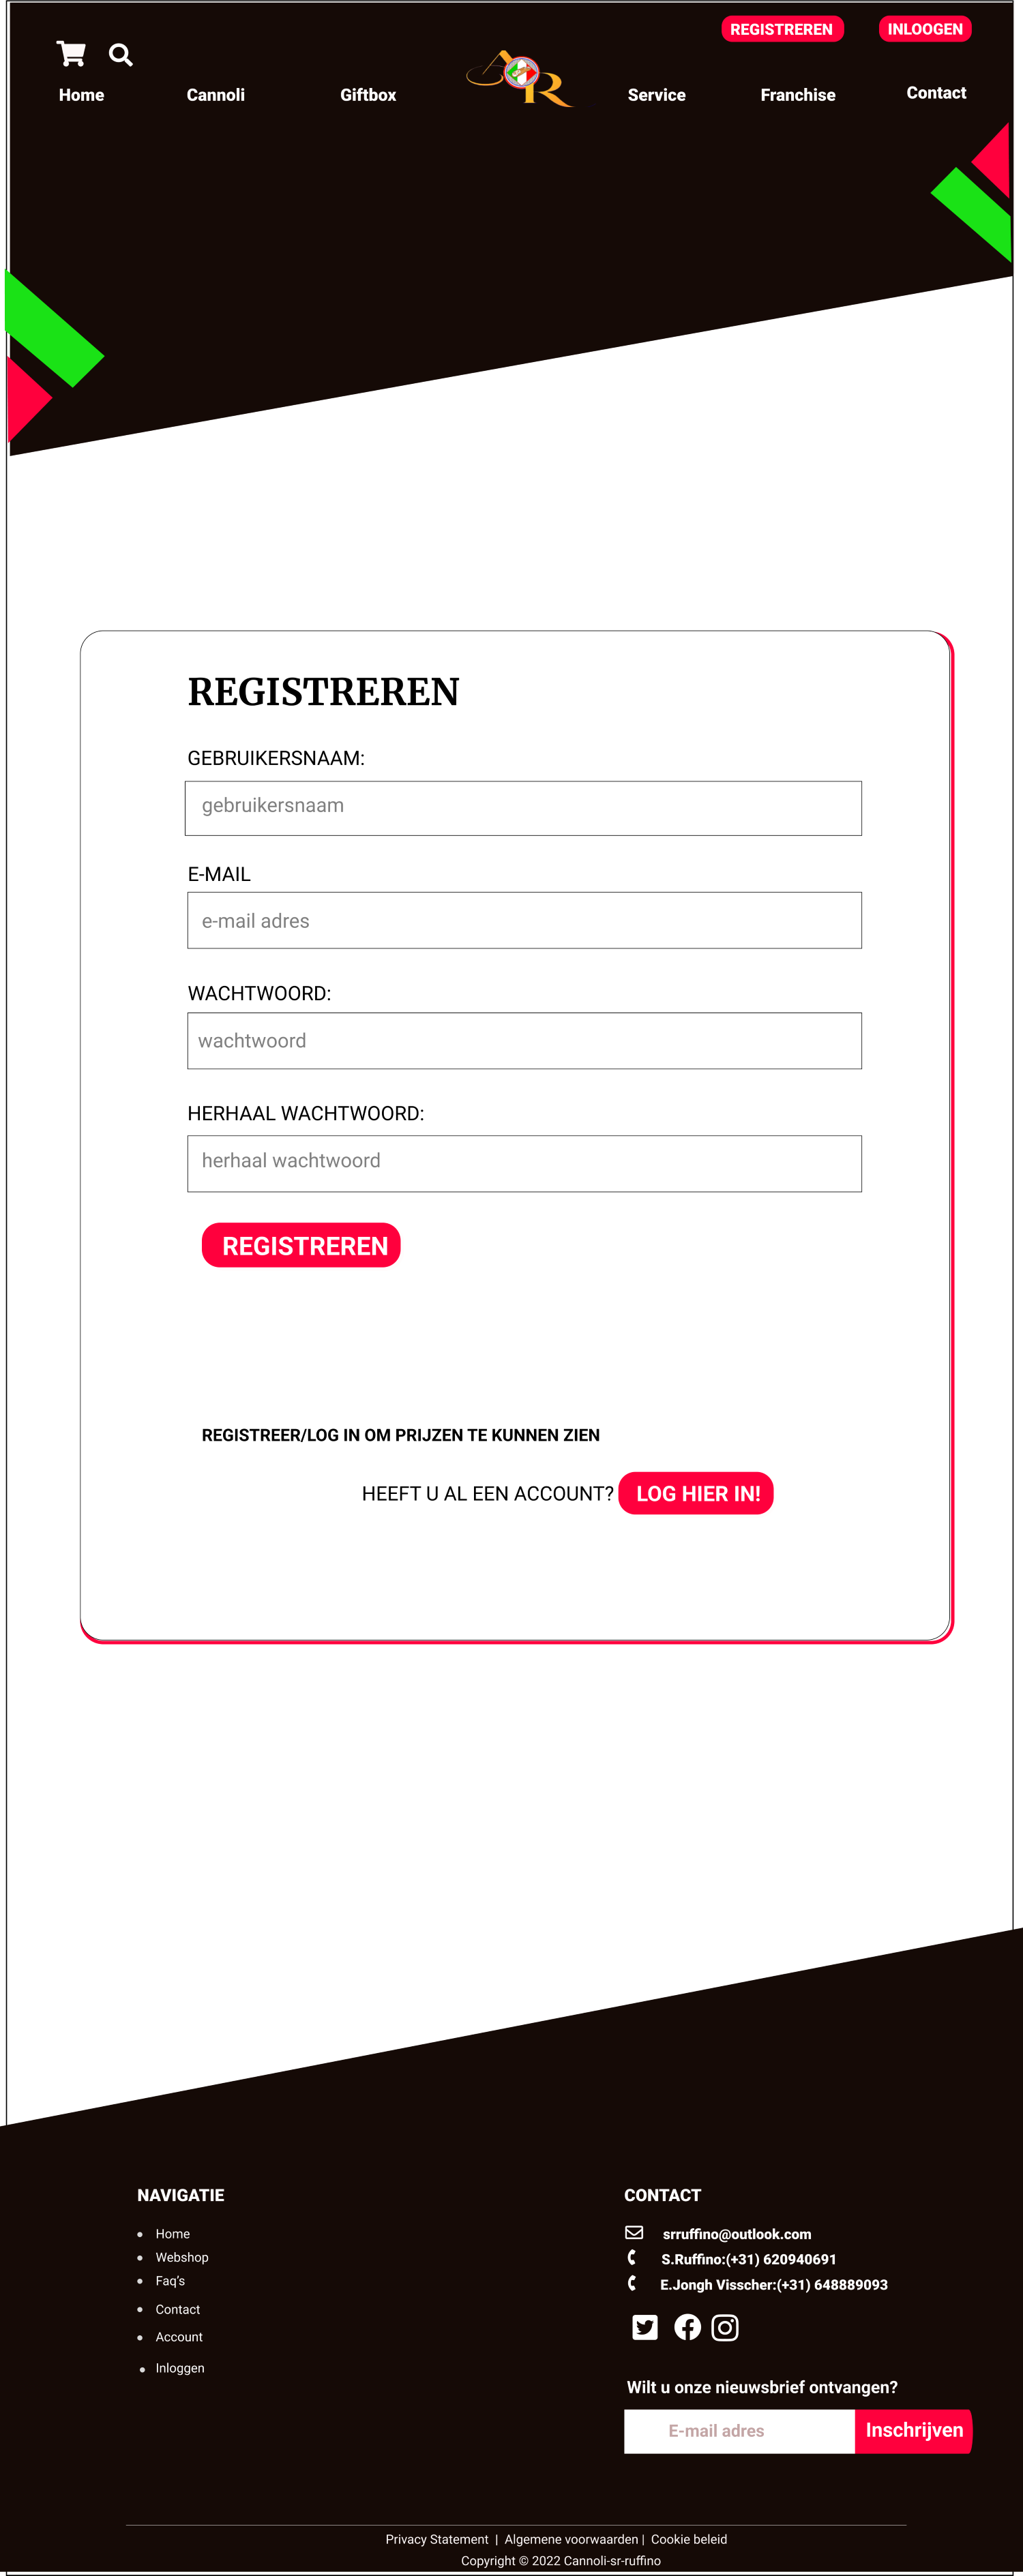 REGISTREREN
INLOOGEN
Home
Cannoli
Giftbox
AR
Service
Franchise
Contact
REGISTREREN
GEBRUIKERSNAAM:
gebruikersnaam
E-MAIL
e-mail adres
WACHTWOORD:
wachtwoord
HERHAAL WACHTWOORD:
herhaal wachtwoord
REGISTREREN
REGISTREER/LOG IN OM PRIJZEN TE KUNNEN ZIEN
HEEFT U AL EEN ACCOUNT? LOG HIER IN!
NAVIGATIE
Home
Webshop
Faq's
Contact
Account
Inloggen
CONTACT
srruffino@outlook.com
S.Ruffino:(+31) 620940691
E.Jongh Visscher:(+31) 648889093
Wilt u onze nieuwsbrief ontvangen?
E-mail adres
Inschrijven
Privacy Statement | Algemene voorwaarden | Cookie beleid
Copyright © 2022 Cannoli-sr-ruffino